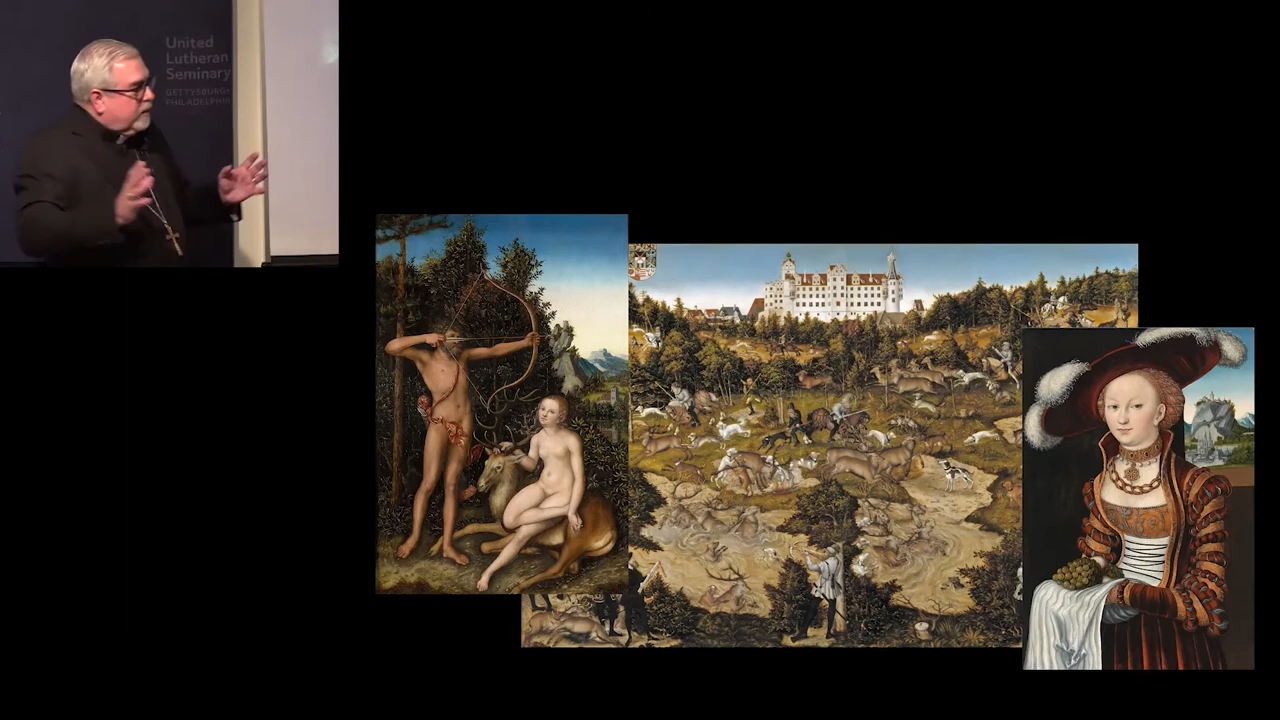 United
Lutheran
Seminary
GETTYSBURG+
PHILADELPHIA